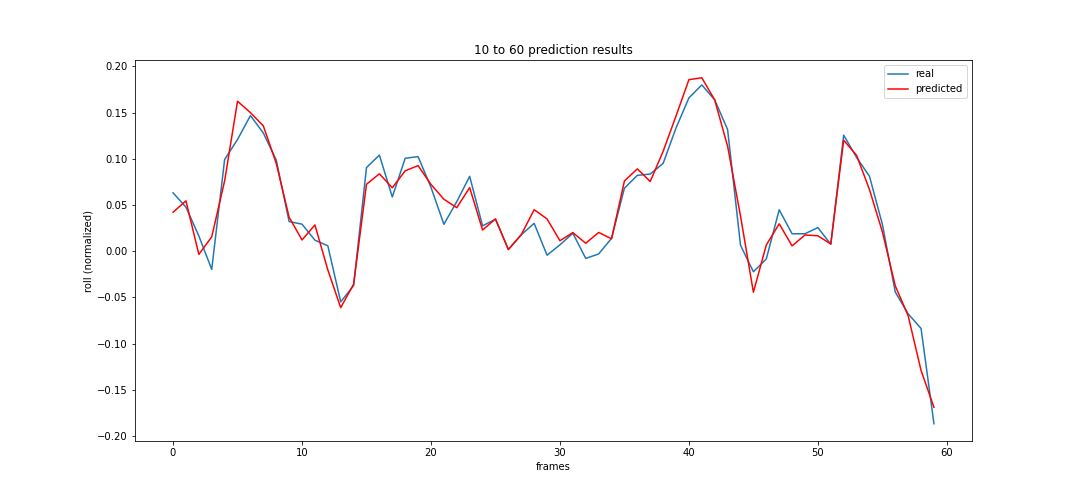 10 to 60 prediction results
real
predicted
roll (normalized)
0.20
0.15
0.10
0.05
0.00
−0.05
−0.10
−0.15
−0.20
0 10 20 30 40 50 60
frames